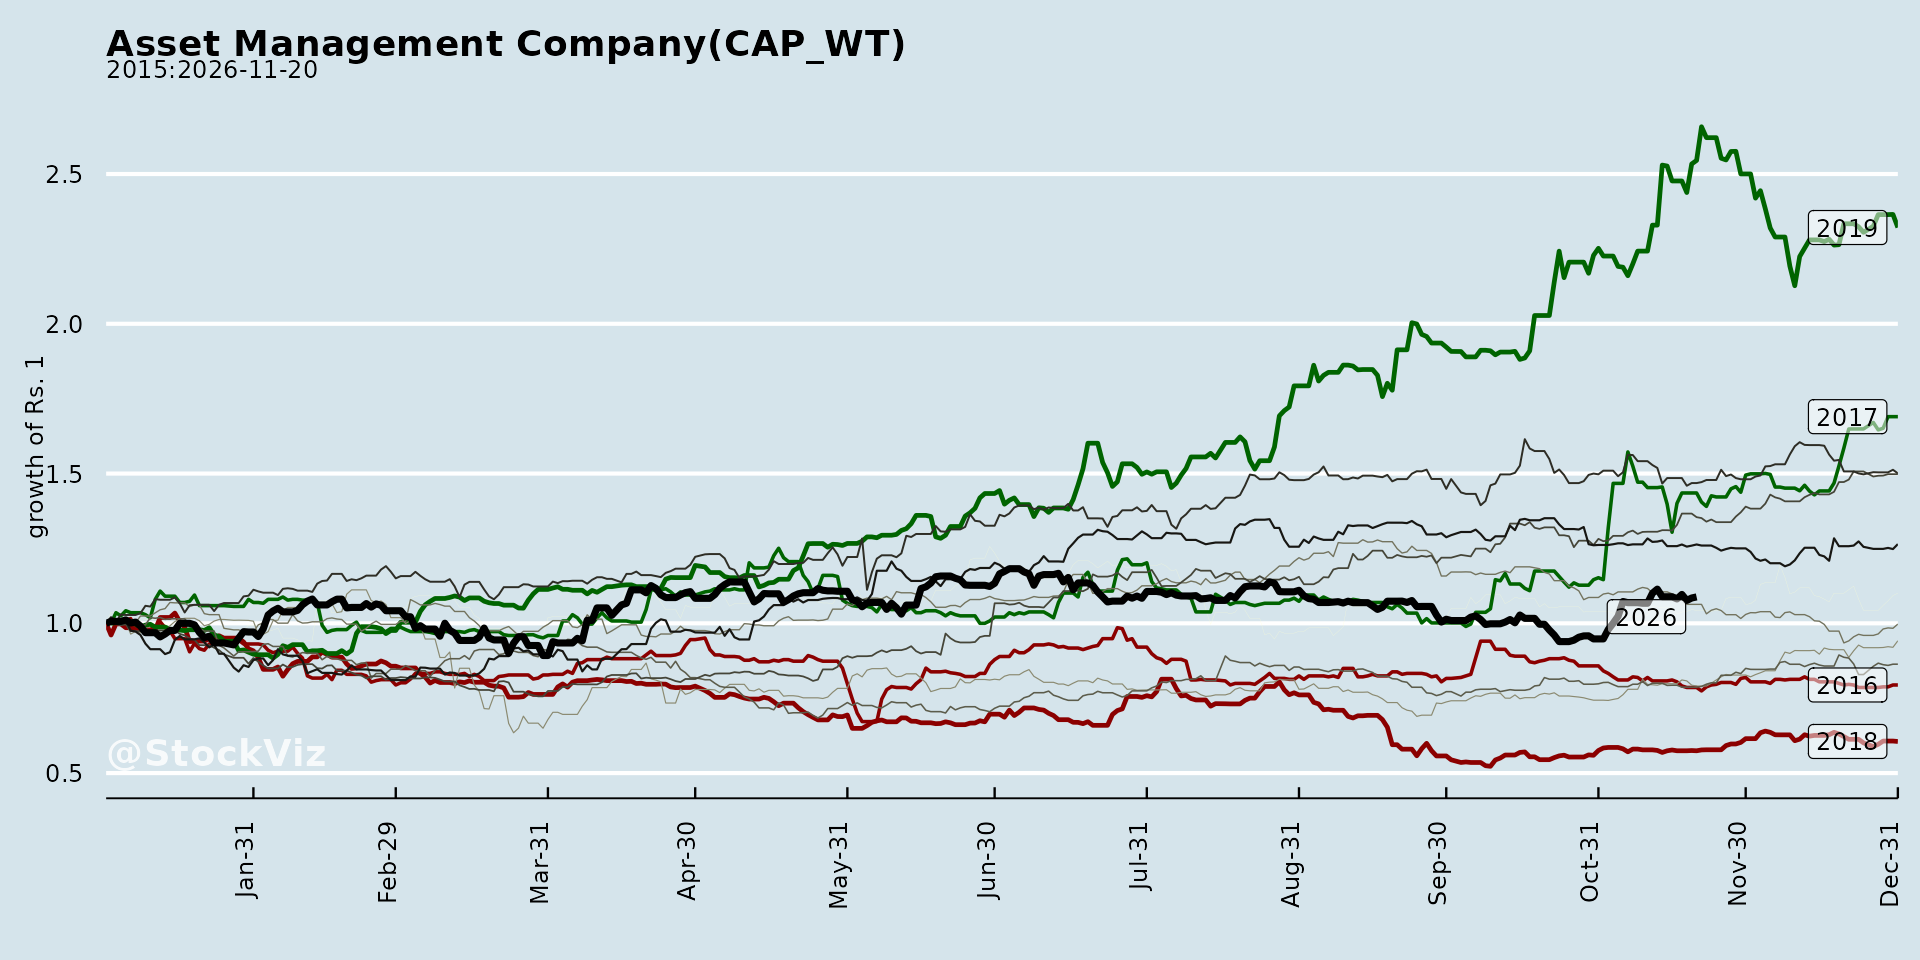 Asset Management Company(CAP_WT)
2015:2026-11-20
growth of Rs. 1
2.5
2.0
1.5
1.0
0.5
2019
2017
2026
2016
2018
@StockViz
Jan-31
Feb-29
Mar-31
Apr-30
May-31
Jun-30
Jul-31
Aug-31
Sep-30
Oct-31
Nov-30
Dec-31